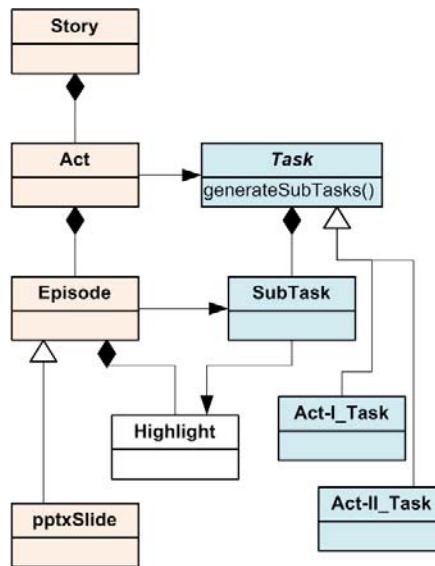 Story
Act
Task
generateSubTasks()
Episode
SubTask
Highlight
Act-I_Task
pptxSlide
Act-II_Task